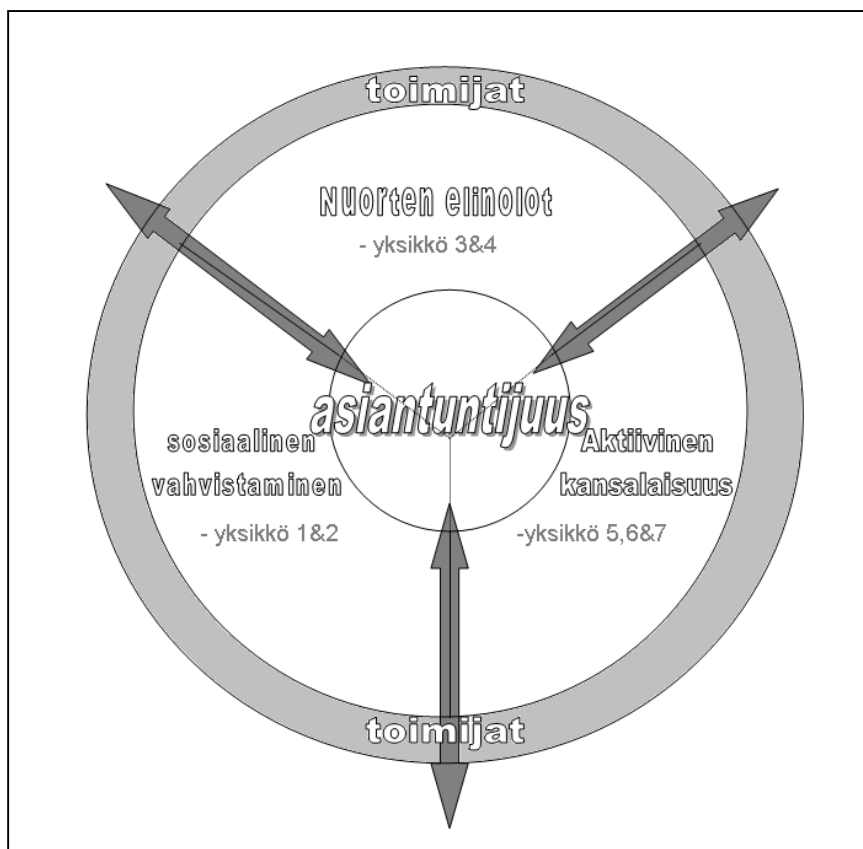 toimijat
Nuorten elinolot
- yksikkö 3&4
asiantuntijuus
sosiaalinen
vahvistaminen
- yksikkö 1&2
Aktiivinen
kansalaisuus
-yksikkö 5,6&7
toimijat